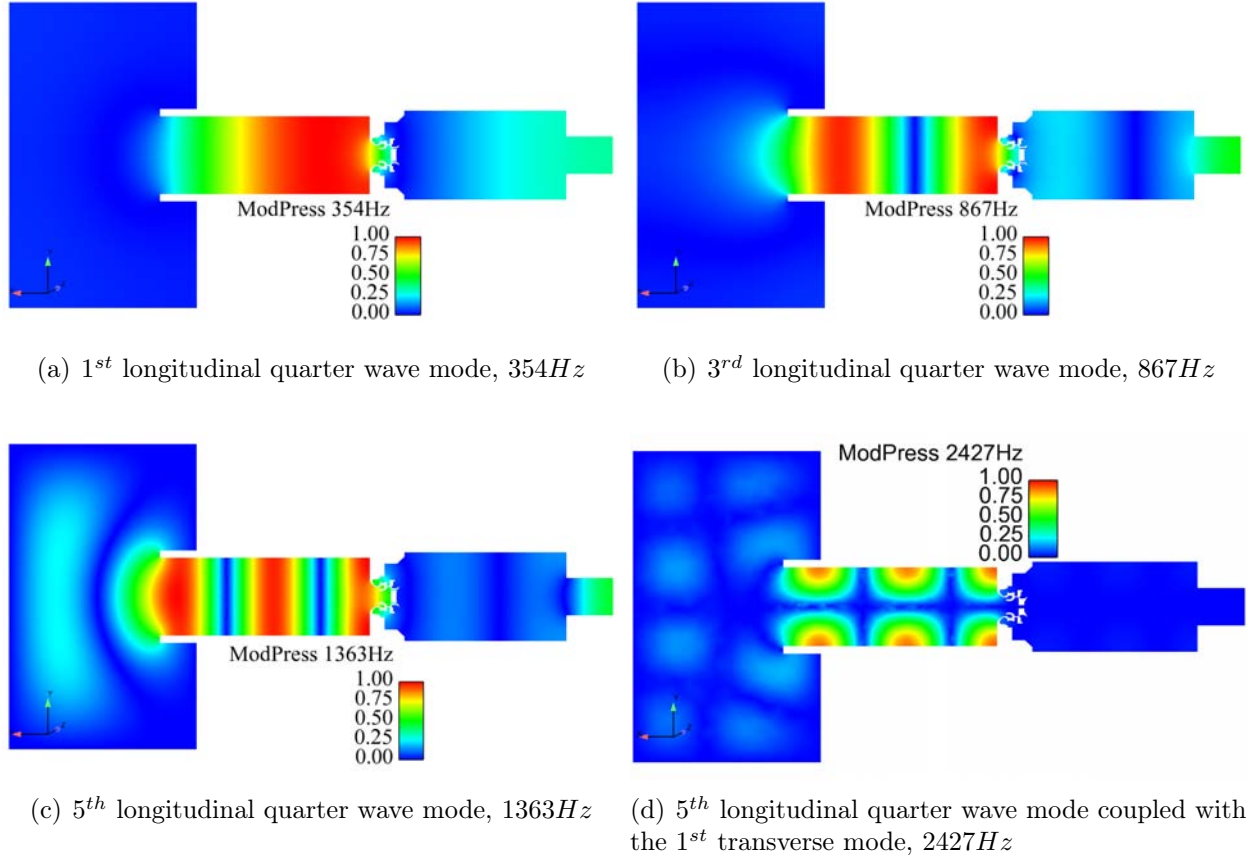 ModPress 354Hz
1.00
0.75
0.50
0.25
0.00
ModPress 867Hz
1.00
0.75
0.50
0.25
0.00
(a) 1st longitudinal quarter wave mode, 354Hz
(b) 3rd longitudinal quarter wave mode, 867Hz
ModPress 1363Hz
1.00
0.75
0.50
0.25
0.00
ModPress 2427Hz
1.00
0.75
0.50
0.25
0.00
(c) 5th longitudinal quarter wave mode, 1363Hz
(d) 5th longitudinal quarter wave mode coupled with
the 1st transverse mode, 2427Hz